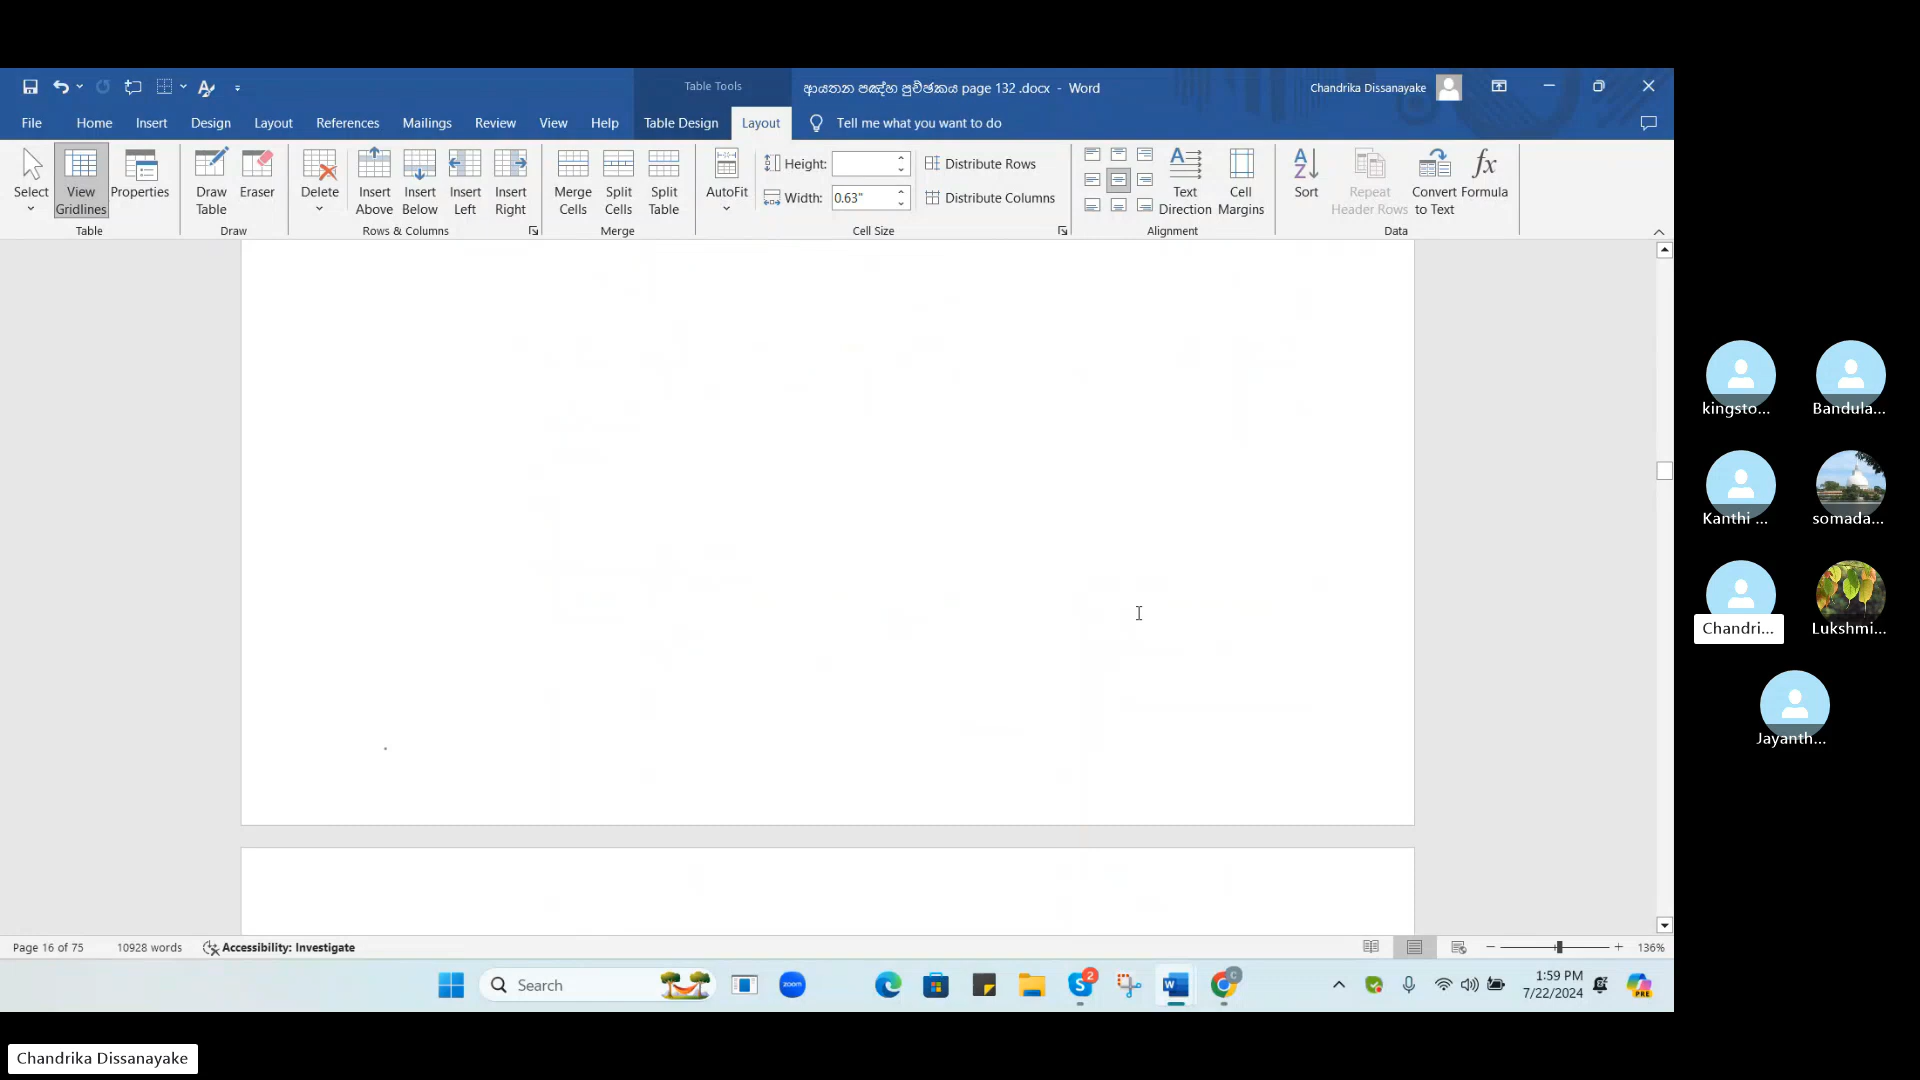 Table Tools
ආයතන පඤ්හ පුච්ඡකය page 132 .docx - Word
Chandrika Dissanayake
File Home Insert Design Layout References Mailings Review View Help Table Design Layout Tell me what you want to do
Select
View Gridlines
Properties
Table
Draw Table
Eraser
Draw
Delete
Insert Above
Insert Below
Insert Left
Insert Right
Rows & Columns
Merge Cells
Split Cells
Split Table
Merge
AutoFit
Height:
Width: 0.63"
Distribute Rows
Distribute Columns
Cell Size
Text Direction
Cell Margins
Alignment
Sort
Repeat Header Rows
Convert to Text
Formula
Data
kingsto...
Bandula...
Kanthi ...
somada...
Chandri...
Lukshmi...
Jayanth...
Page 16 of 75 10928 words Accessibility: Investigate 136%
Search
zoom
2
C
1:59 PM
7/22/2024
PRE
Chandrika Dissanayake